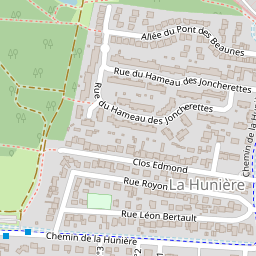 Allée du Pont des Beaunes
Rue du Hameau des Joncherettes
Rue du Hameau des Joncherettes
Clos Edmond
Chemin de la Hu
Rue Royon
La Hunière
Rue Léon Bertault
Chemin de la Hunière